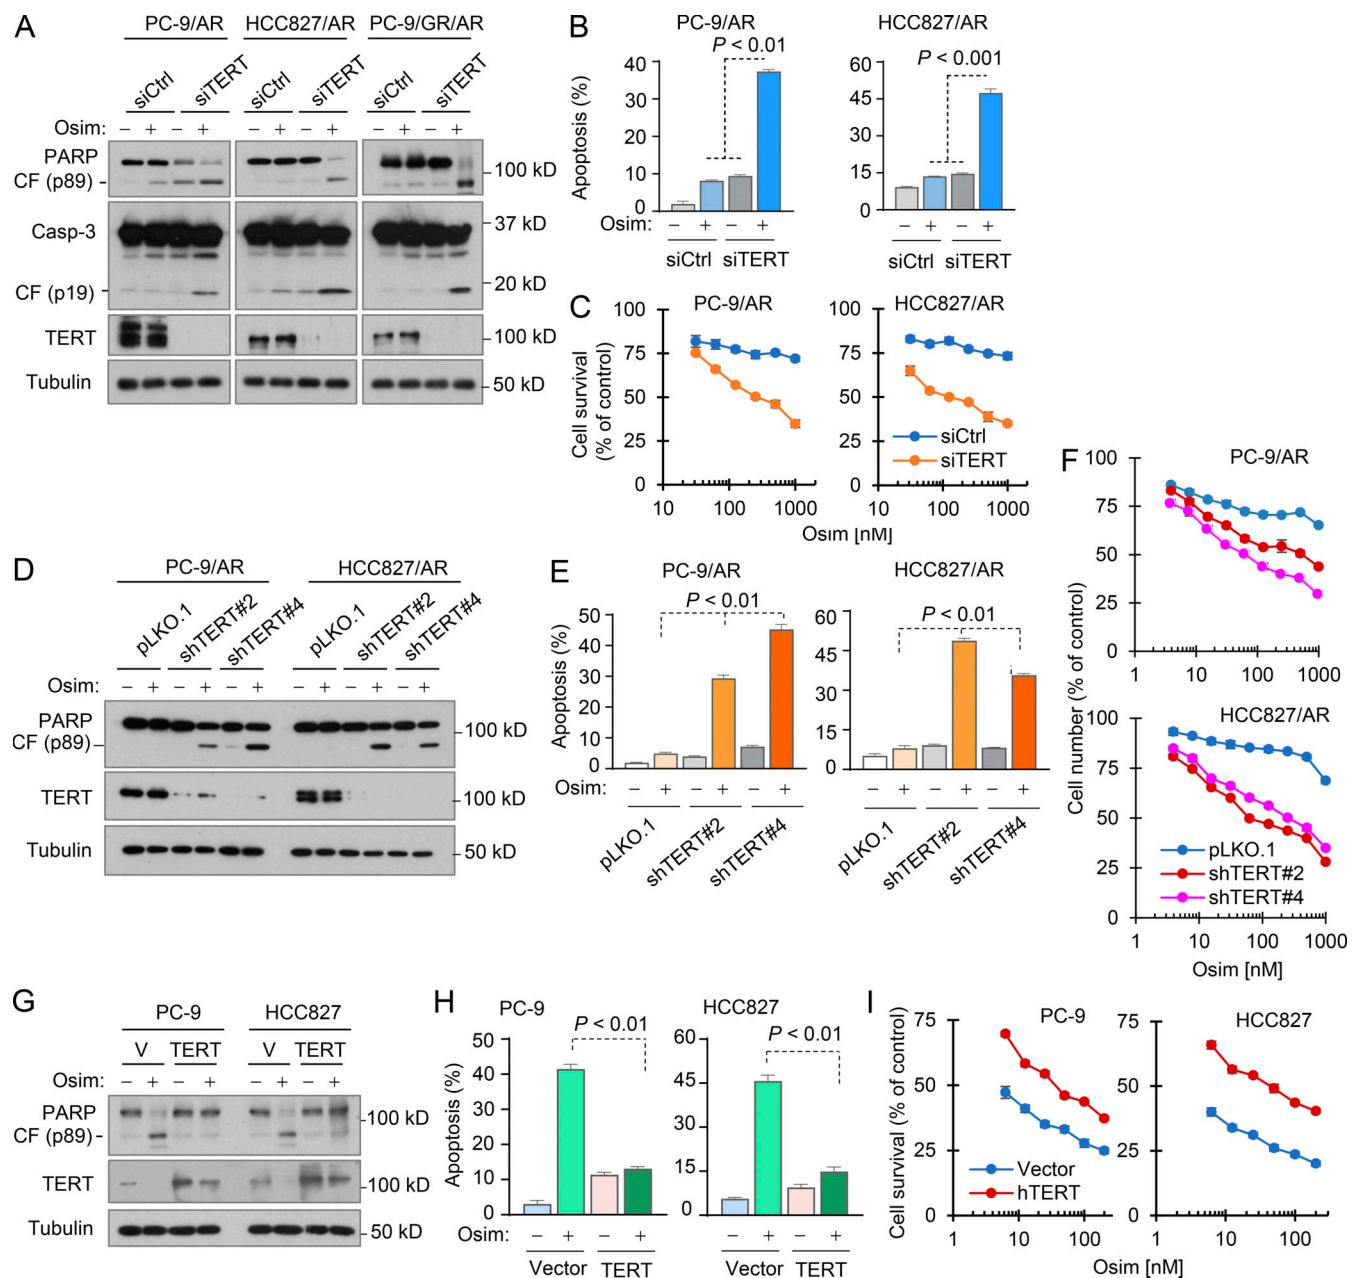 A
PC-9/AR HCC827/AR PC-9/GR/AR
siCtrl siTERT siCtrl siTERT siCtrl siTERT
Osim: – + – + – + – + – + – +
PARP
100 kD
CF (p89)
Casp-3
37 kD
CF (p19)
20 kD
TERT
100 kD
Tubulin
50 kD
B
PC-9/AR
P < 0.01
Apoptosis (%)
40
30
20
10
0
Osim: – + – +
siCtrl siTERT
HCC827/AR
P < 0.001
60
45
30
15
0
– + – +
siCtrl siTERT
C
PC-9/AR
Cell survival
(% of control)
100
75
50
25
0
10 100 1000
HCC827/AR
100
75
50
25
0
siCtrl
siTERT
10 100 1000
Osim [nM]
D
PC-9/AR HCC827/AR
pLKO.1 shTERT#2 shTERT#4 pLKO.1 shTERT#2 shTERT#4
Osim: – + – + – + – + – + – +
PARP
100 kD
CF (p89)
TERT
100 kD
Tubulin
50 kD
E
PC-9/AR
P < 0.01
Apoptosis (%)
50
40
30
20
10
0
Osim: – + – + – +
pLKO.1 shTERT#2 shTERT#4
HCC827/AR
P < 0.01
60
45
30
15
0
– + – + – +
pLKO.1 shTERT#2 shTERT#4
F
PC-9/AR
Cell number (% of control)
100
75
50
25
0
1 10 100 1000
HCC827/AR
100
75
50
25
0
pLKO.1
shTERT#2
shTERT#4
1 10 100 1000
Osim [nM]
G
PC-9 HCC827
V TERT V TERT
Osim: – + – + – + – +
PARP
100 kD
CF (p89)
TERT
100 kD
Tubulin
50 kD
H
PC-9
P < 0.01
Apoptosis (%)
50
40
30
20
10
0
Osim: – + – +
Vector TERT
HCC827
P < 0.01
60
45
30
15
0
– + – +
Vector TERT
I
PC-9
Cell survival (% of control)
75
50
25
0
Vector
hTERT
1 10 100
HCC827
75
50
25
0
1 10 100
Osim [nM]